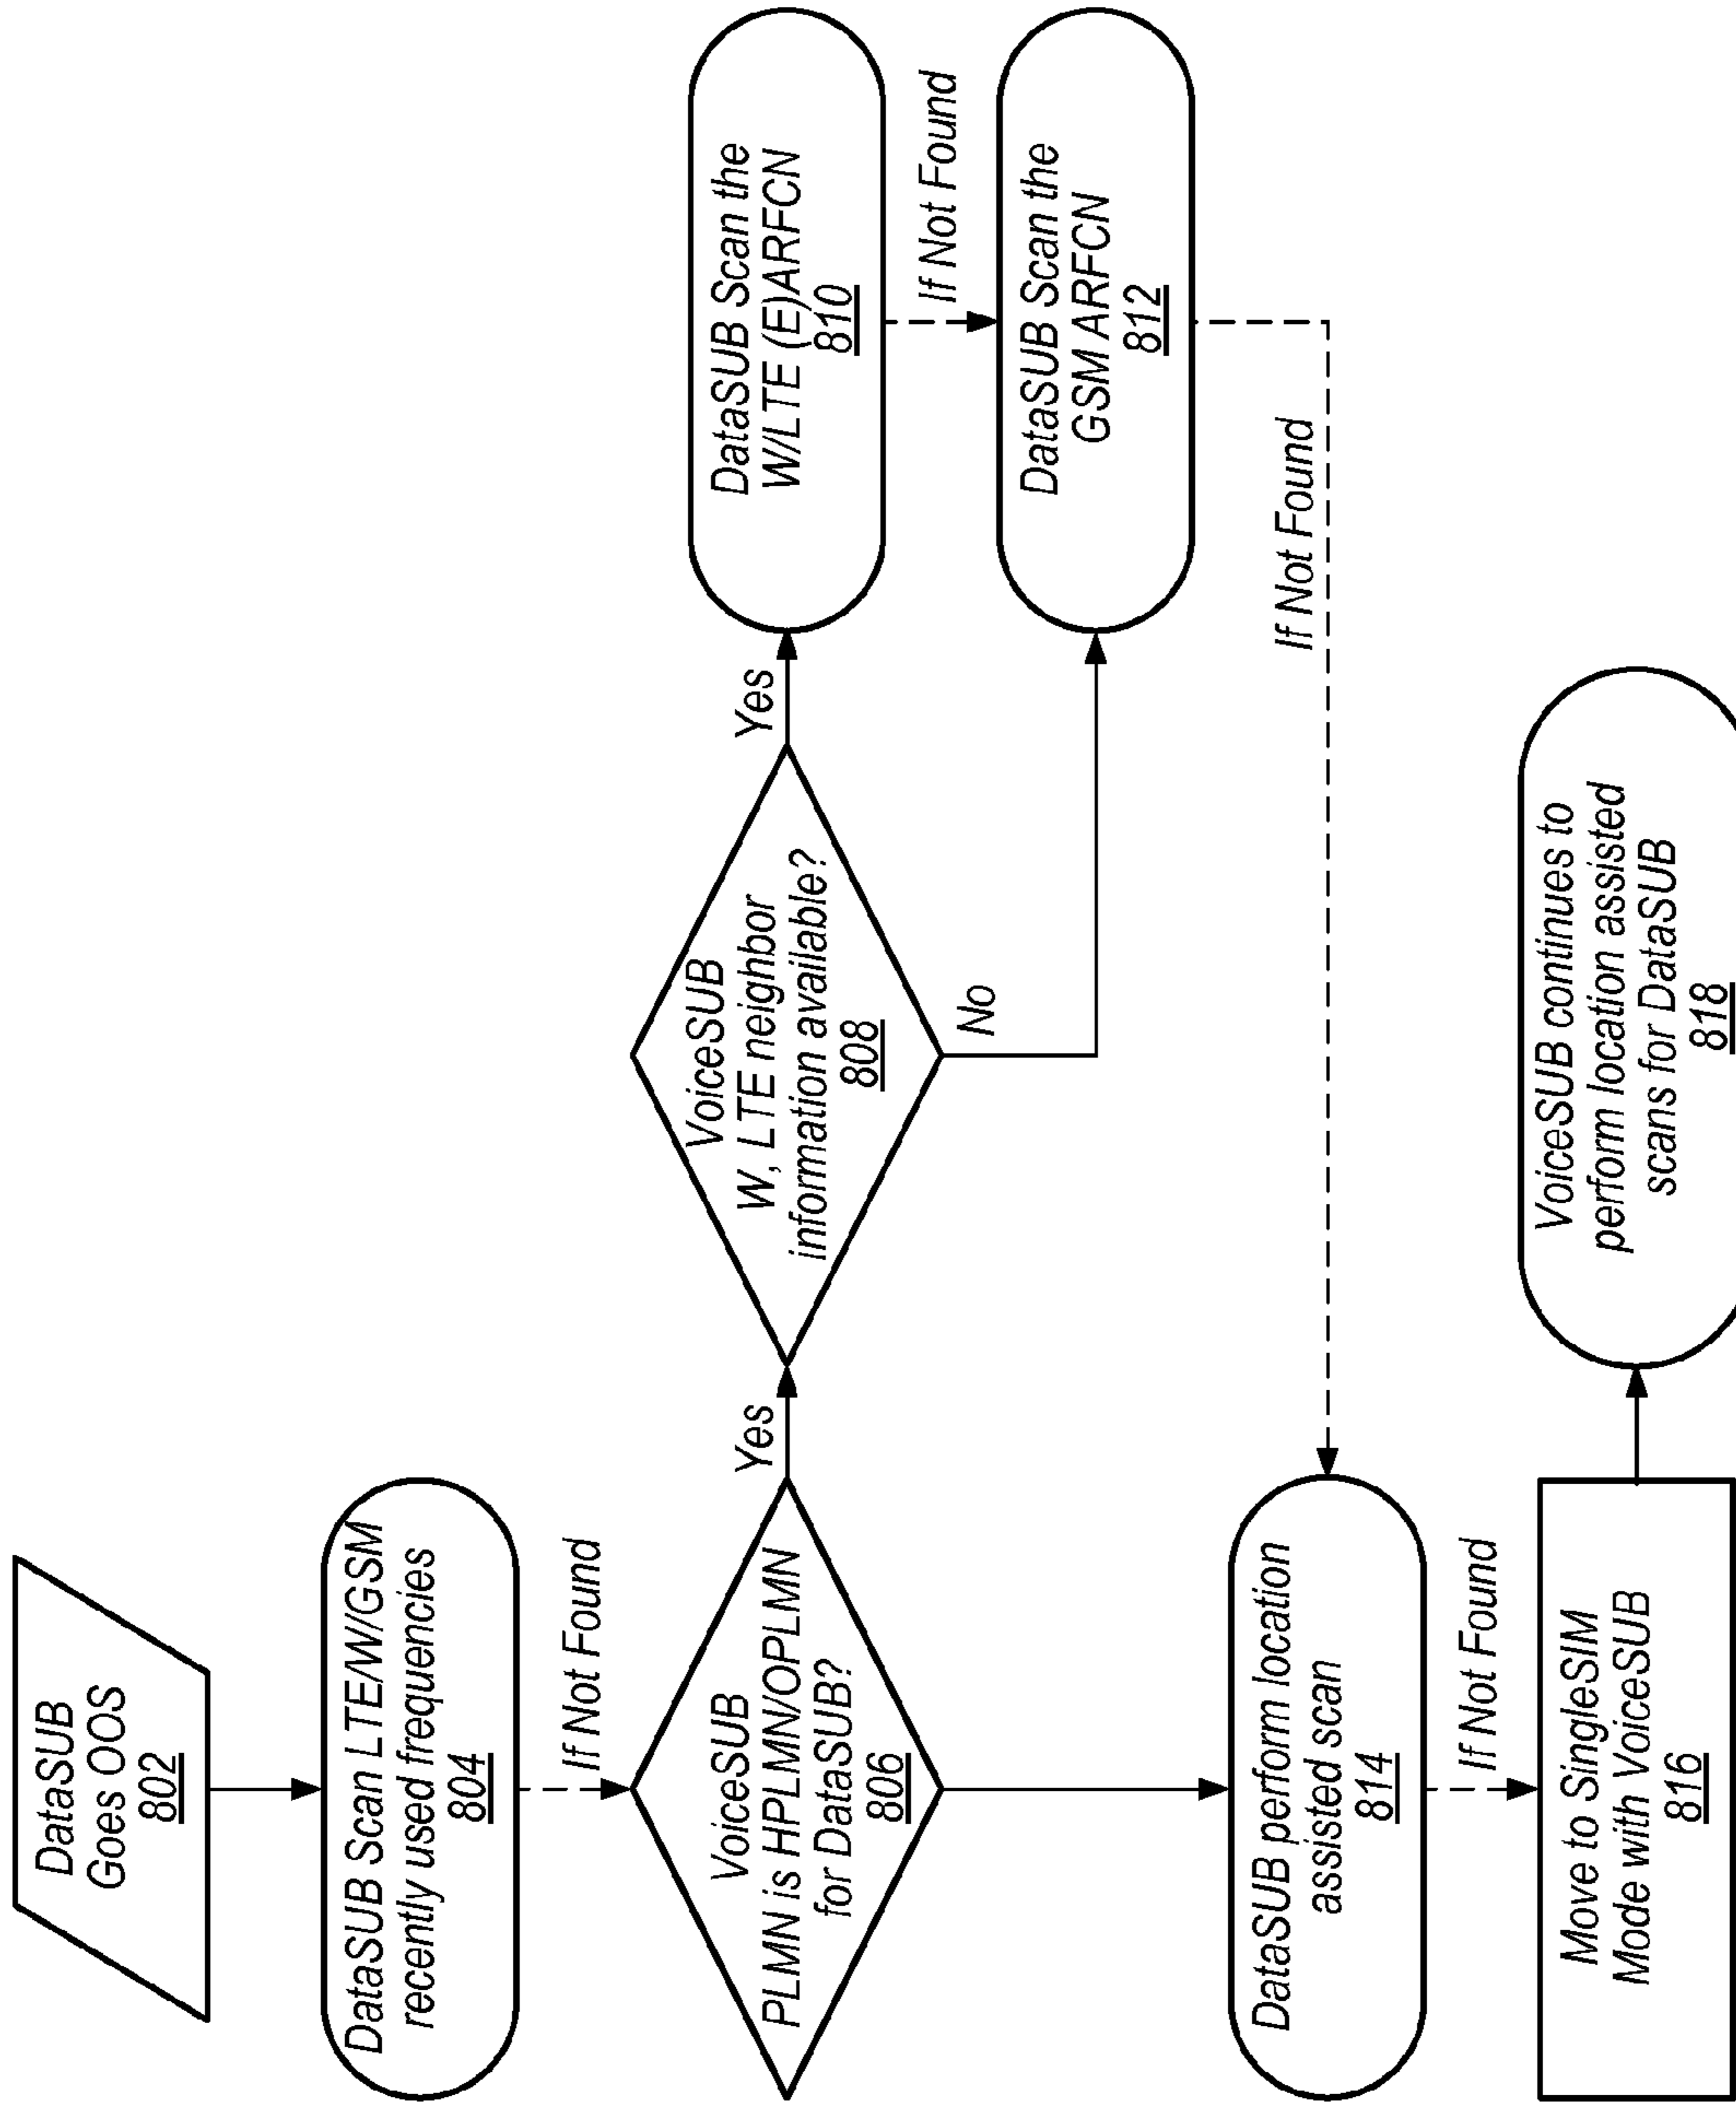 DataSUB
Goes OOS
802
DataSUB Scan LTE/W/GSM
recently used frequencies
804
If Not Found
VoiceSUB
PLMN is HPLMN/OPLMN
for DataSUB?
806
Yes
VoiceSUB
W, LTE neighbor
information available?
808
Yes
DataSUB Scan the
W/LTE (E)ARFCN
810
If Not Found
No
DataSUB Scan the
GSM ARFCN
812
If Not Found
DataSUB perform location
assisted scan
814
If Not Found
Move to SingleSIM
Mode with VoiceSUB
816
VoiceSUB continues to
perform location assisted
scans for DataSUB
818